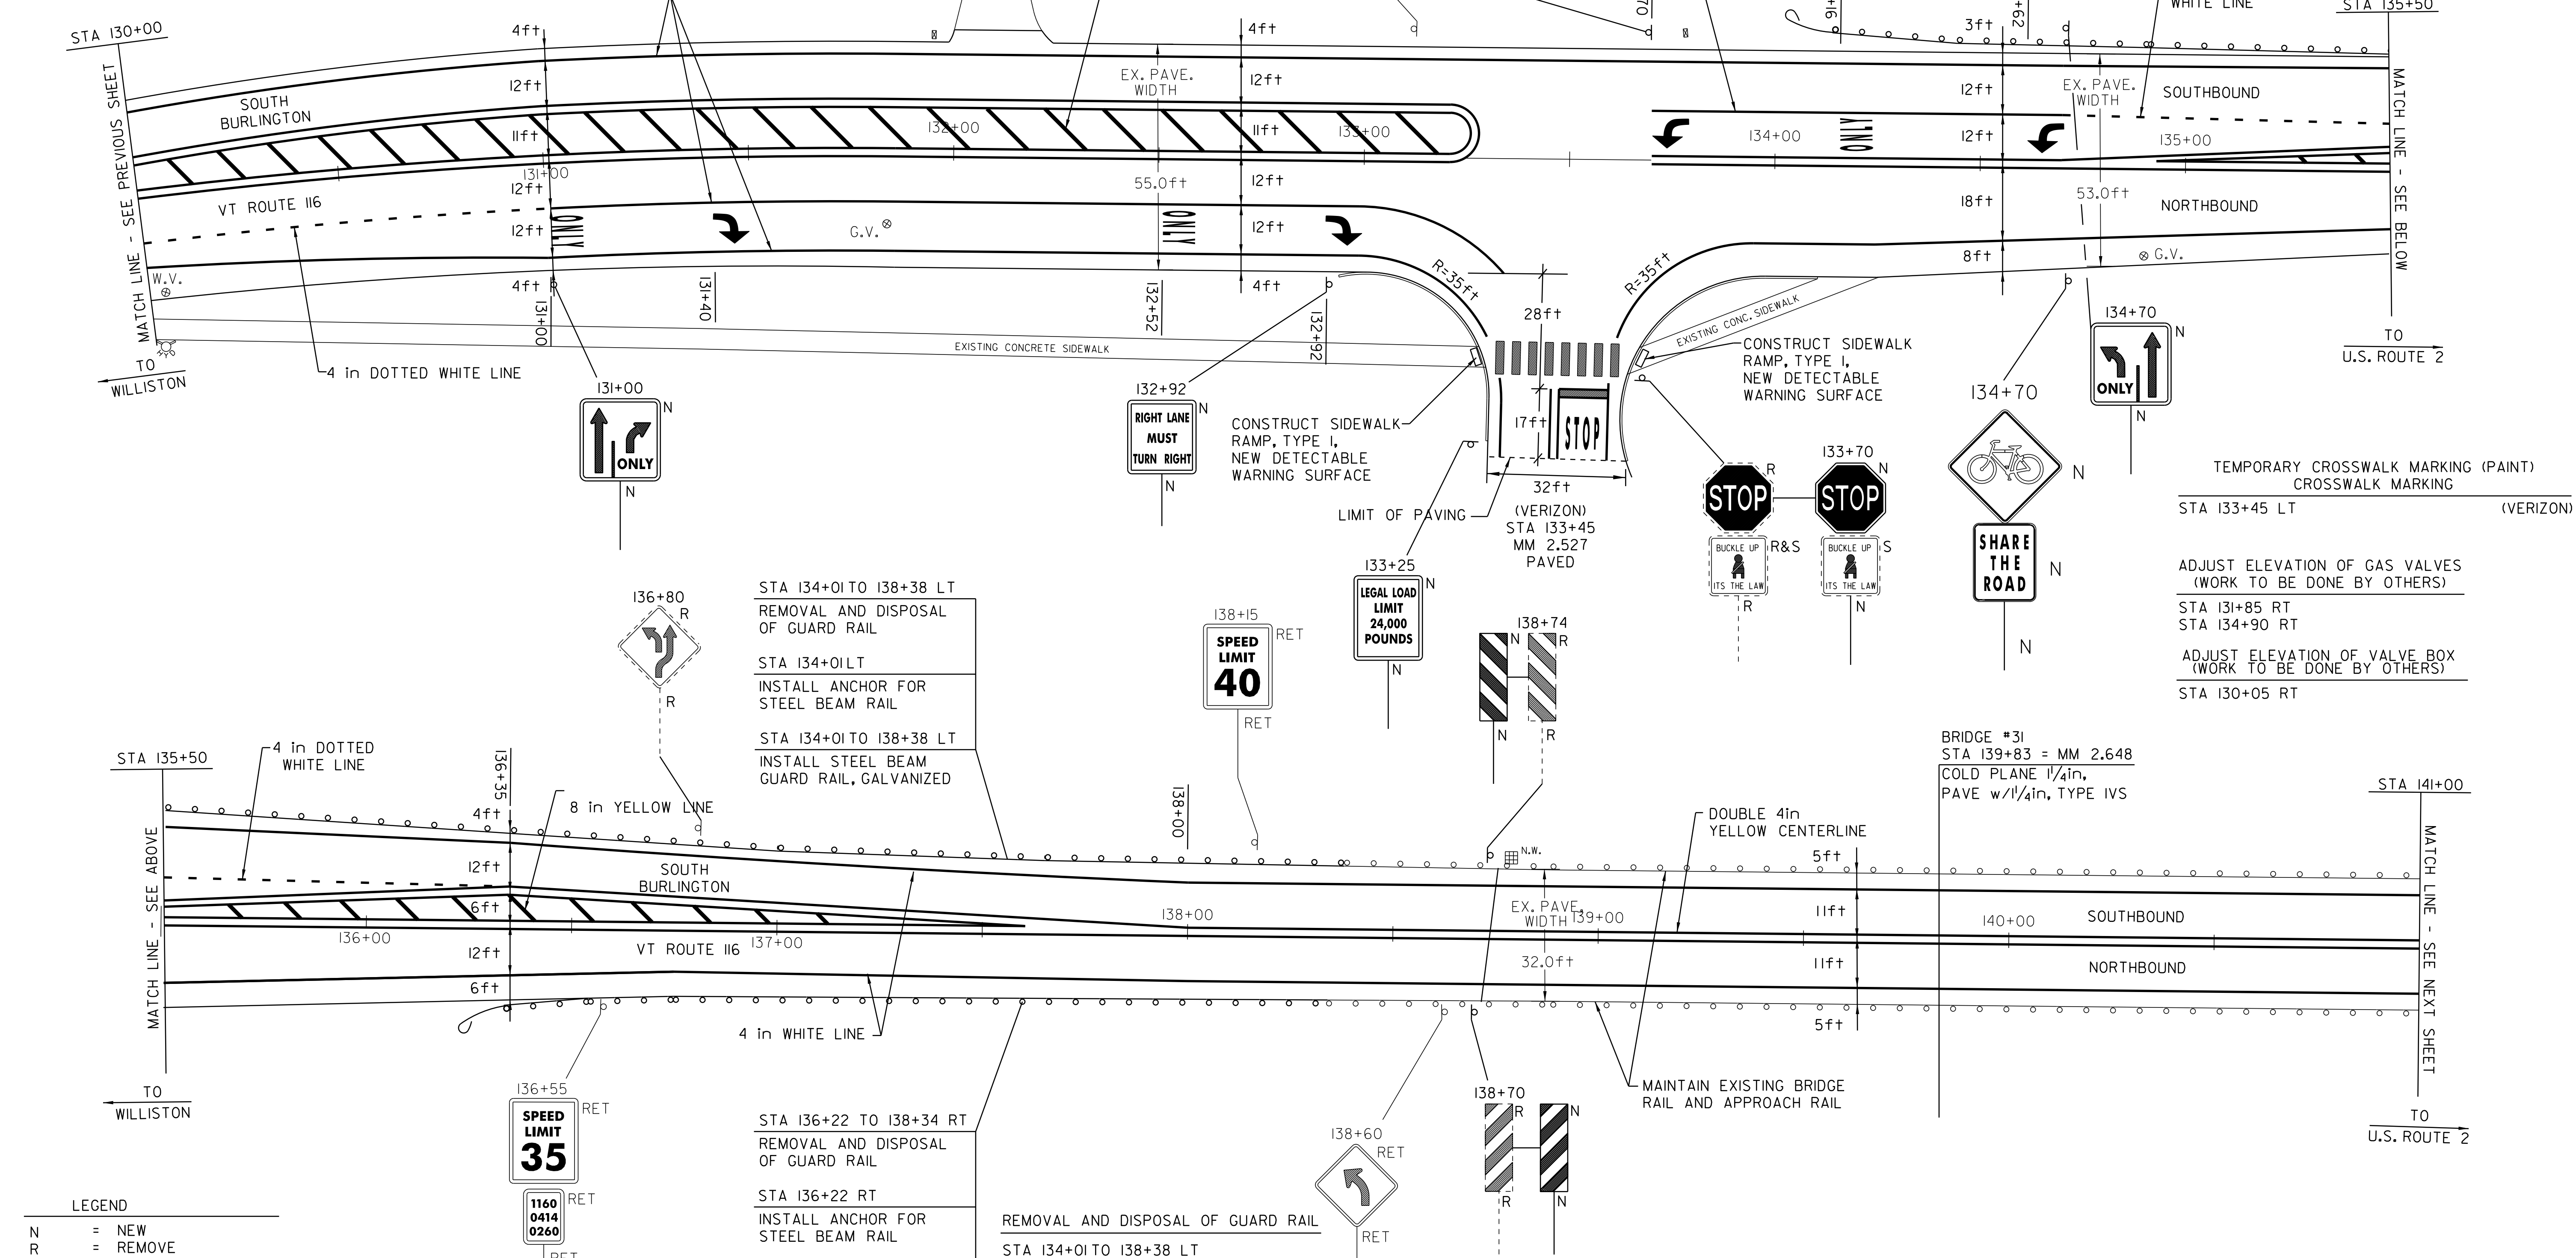 STA 130+00
MATCH LINE - SEE PREVIOUS SHEET
SOUTH
BURLINGTON
VT ROUTE 116
W.V.
TO
WILLISTON
4 in DOTTED WHITE LINE
4ft
12ft
11ft
131+00
12ft
12ft
4ft
131+00
ONLY
131+40
G.V.
132+00
EX. PAVE.
WIDTH
55.0ft
ONLY
132+52
4ft
12ft
11ft
12ft
12ft
4ft
133+00
132+92
EXISTING CONCRETE SIDEWALK
R=35ft
R=35ft
28ft
17ft
STOP
32ft
EXISTING CONC. SIDEWALK
70
+16
+62
134+00
ONLY
3ft
12ft
12ft
18ft
8ft
EX. PAVE.
WIDTH
53.0ft
WHITE LINE
SOUTHBOUND
135+00
NORTHBOUND
G.V.
STA 135+50
MATCH LINE - SEE BELOW
TO
U.S. ROUTE 2
131+00
N
ONLY
N
132+92
N
RIGHT LANE
MUST
TURN RIGHT
N
CONSTRUCT SIDEWALK
RAMP, TYPE 1,
NEW DETECTABLE
WARNING SURFACE
LIMIT OF PAVING
(VERIZON)
STA 133+45
MM 2.527
PAVED
CONSTRUCT SIDEWALK
RAMP, TYPE 1,
NEW DETECTABLE
WARNING SURFACE
133+25
N
LEGAL LOAD
LIMIT
24,000
POUNDS
N
R
STOP
133+70
N
STOP
BUCKLE UP
ITS THE LAW
R&S
R
BUCKLE UP
ITS THE LAW
S
N
134+70
N
SHARE
THE
ROAD
N
N
134+70
N
ONLY
N
TEMPORARY CROSSWALK MARKING (PAINT)
CROSSWALK MARKING
STA 133+45 LT (VERIZON)
ADJUST ELEVATION OF GAS VALVES
(WORK TO BE DONE BY OTHERS)
STA 131+85 RT
STA 134+90 RT
ADJUST ELEVATION OF VALVE BOX
(WORK TO BE DONE BY OTHERS)
STA 130+05 RT
136+80
R
R
STA 134+01 TO 138+38 LT
REMOVAL AND DISPOSAL
OF GUARD RAIL
STA 134+01 LT
INSTALL ANCHOR FOR
STEEL BEAM RAIL
STA 134+01 TO 138+38 LT
INSTALL STEEL BEAM
GUARD RAIL, GALVANIZED
138+15
RET
SPEED
LIMIT
40
RET
138+74
N
R
N
R
BRIDGE #31
STA 139+83 = MM 2.648
COLD PLANE 1 1/4in,
PAVE w/1 1/4in, TYPE IVS
STA 135+50
MATCH LINE - SEE ABOVE
4 in DOTTED
WHITE LINE
136+35
8 in YELLOW LINE
4ft
12ft
6ft
12ft
6ft
136+00
SOUTH
BURLINGTON
137+00
VT ROUTE 116
4 in WHITE LINE
138+00
138+00
N.W.
EX. PAVE.
WIDTH
139+00
32.0ft
DOUBLE 4in
YELLOW CENTERLINE
5ft
11ft
11ft
5ft
140+00
SOUTHBOUND
NORTHBOUND
STA 141+00
MATCH LINE - SEE NEXT SHEET
TO
WILLISTON
TO
U.S. ROUTE 2
MAINTAIN EXISTING BRIDGE
RAIL AND APPROACH RAIL
136+55
RET
SPEED
LIMIT
35
1160
0414
0260
RET
RET
STA 136+22 TO 138+34 RT
REMOVAL AND DISPOSAL
OF GUARD RAIL
STA 136+22 RT
INSTALL ANCHOR FOR
STEEL BEAM RAIL
REMOVAL AND DISPOSAL OF GUARD RAIL
STA 134+01 TO 138+38 LT
138+60
RET
RET
138+70
R
N
R
N
LEGEND
N = NEW
R = REMOVE